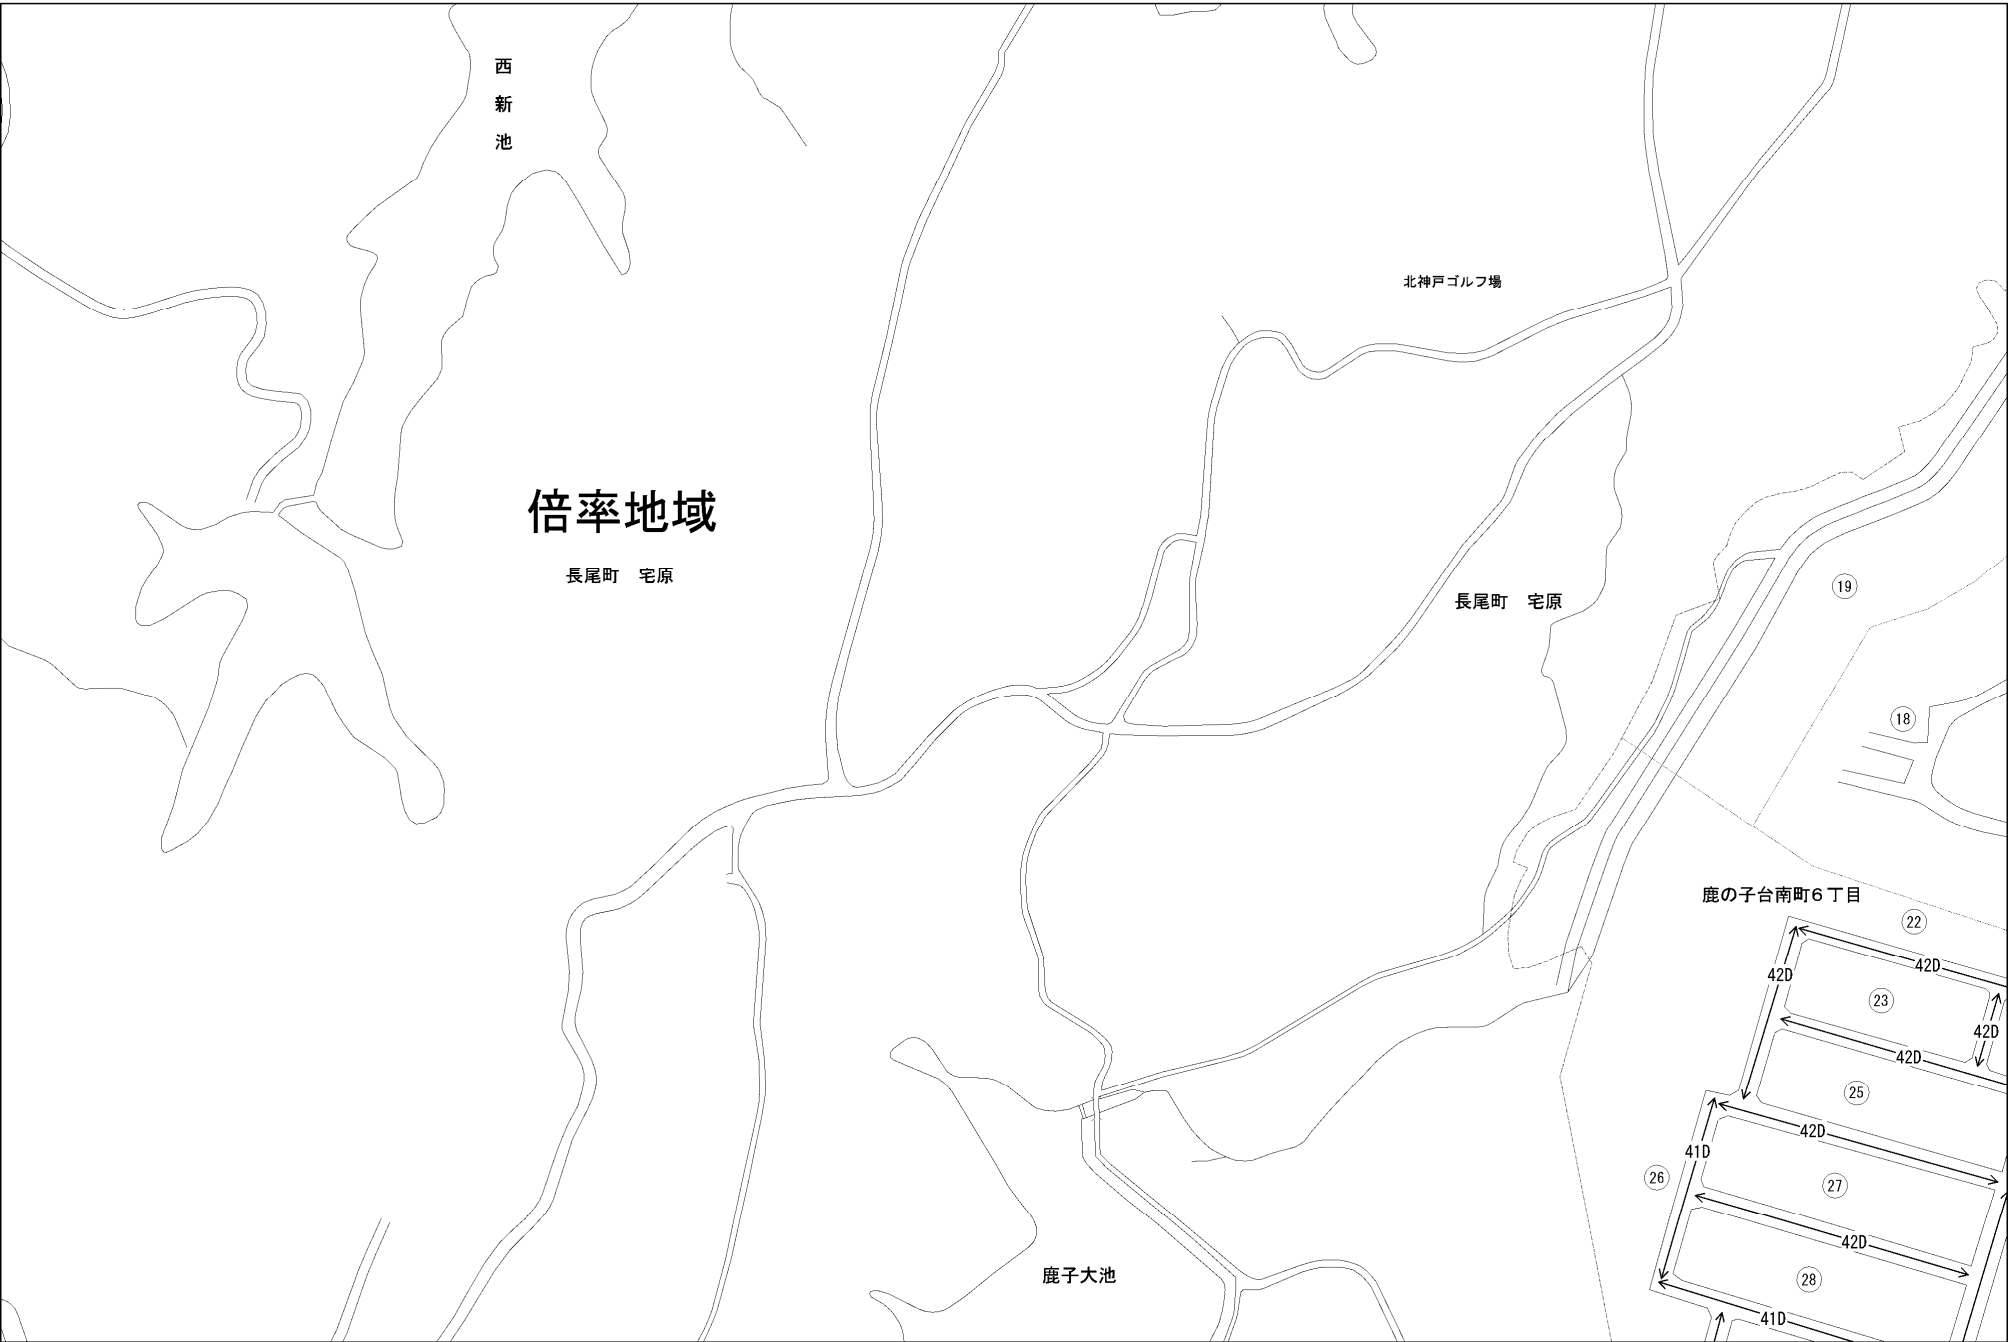 西新池
北神戸ゴルフ場
倍率地域
長尾町　宅原
長尾町　宅原
19
18
鹿の子台南町6丁目
22
42D
42D
23
42D
42D
25
42D
41D
26
27
42D
鹿子大池
28
41D